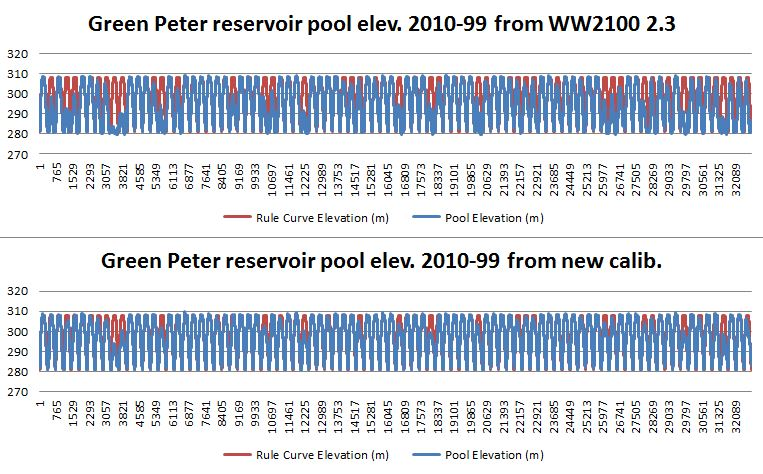 Green Peter reservoir pool elev. 2010-99 from WW2100 2.3
320
310
300
290
280
270
1 765 1529 2293 3057 3821 4585 5349 6113 6877 7641 8405 9169 9933 10697 11461 12225 12989 13753 14517 15281 16045 16809 17573 18337 19101 19865 20629 21393 22157 22921 23685 24449 25213 25977 26741 27505 28269 29033 29797 30561 31325 32089
Rule Curve Elevation (m) Pool Elevation (m)
Green Peter reservoir pool elev. 2010-99 from new calib.
320
310
300
290
280
270
1 765 1529 2293 3057 3821 4585 5349 6113 6877 7641 8405 9169 9933 10697 11461 12225 12989 13753 14517 15281 16045 16809 17573 18337 19101 19865 20629 21393 22157 22921 23685 24449 25213 25977 26741 27505 28269 29033 29797 30561 31325 32089
Rule Curve Elevation (m) Pool Elevation (m)